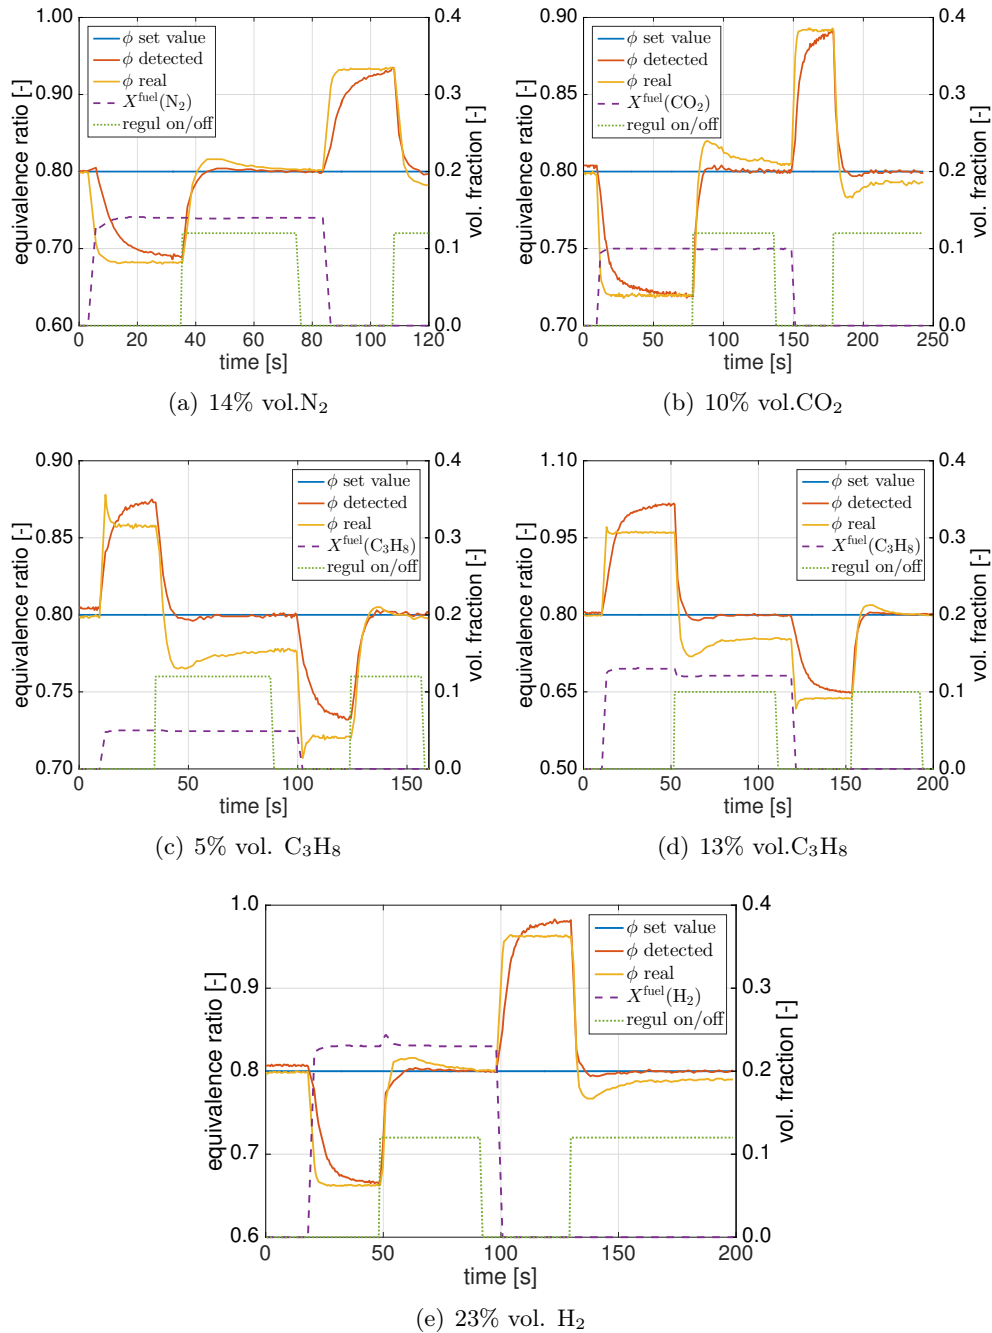 1.00
0.90
0.80
0.70
0.60
equivalence ratio [-]
ϕ set value
ϕ detected
ϕ real
X^fuel(N₂)
regul on/off
0.4
0.3
0.2
0.1
0.0
vol. fraction [-]
0 20 40 60 80 100 120
time [s]
(a) 14% vol.N₂
0.90
0.85
0.80
0.75
0.70
equivalence ratio [-]
ϕ set value
ϕ detected
ϕ real
X^fuel(CO₂)
regul on/off
0.4
0.3
0.2
0.1
0.0
vol. fraction [-]
0 50 100 150 200 250
time [s]
(b) 10% vol.CO₂
0.90
0.85
0.80
0.75
0.70
equivalence ratio [-]
ϕ set value
ϕ detected
ϕ real
X^fuel(C₃H₈)
regul on/off
0.4
0.3
0.2
0.1
0.0
vol. fraction [-]
0 50 100 150
time [s]
(c) 5% vol. C₃H₈
1.10
0.95
0.80
0.65
0.50
equivalence ratio [-]
ϕ set value
ϕ detected
ϕ real
X^fuel(C₃H₈)
regul on/off
0.4
0.3
0.2
0.1
0.0
vol. fraction [-]
0 50 100 150 200
time [s]
(d) 13% vol.C₃H₈
1.0
0.9
0.8
0.7
0.6
equivalence ratio [-]
ϕ set value
ϕ detected
ϕ real
X^fuel(H₂)
regul on/off
0.4
0.3
0.2
0.1
0.0
vol. fraction [-]
0 50 100 150 200
time [s]
(e) 23% vol. H₂